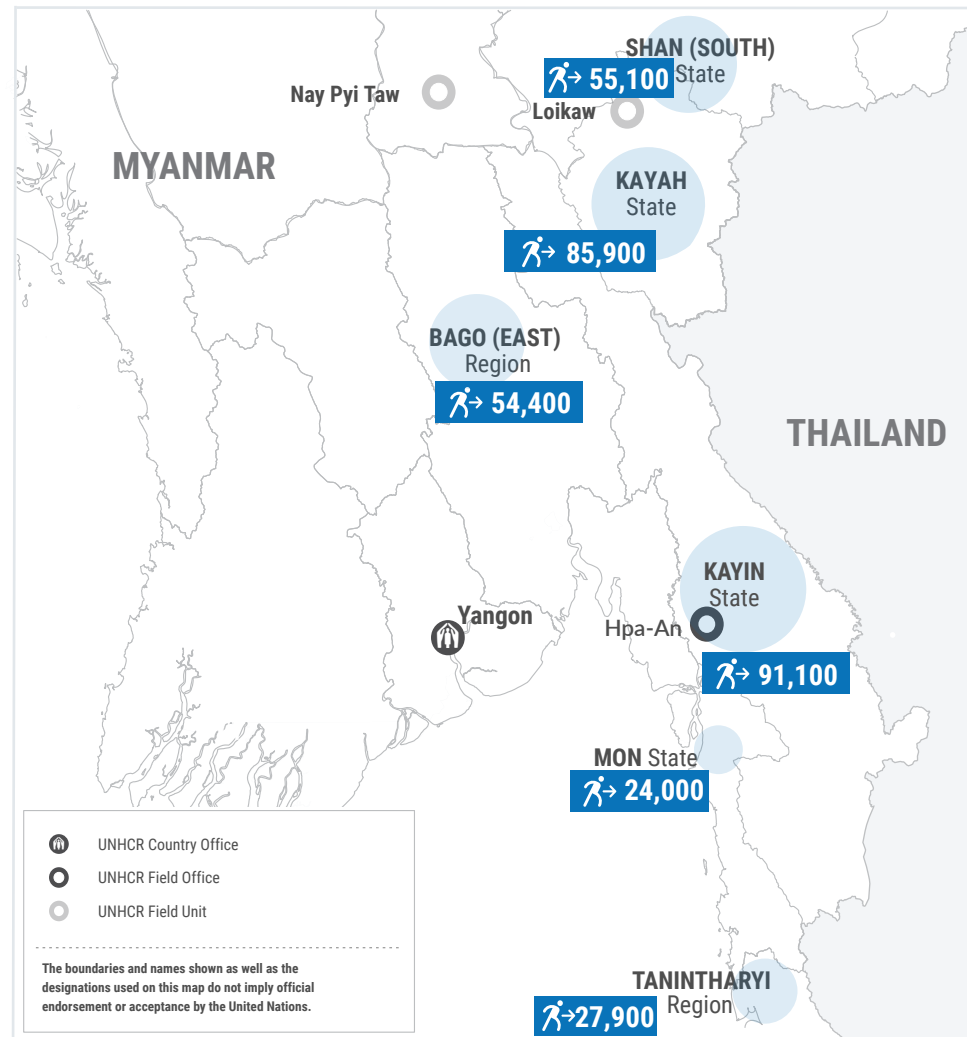 SHAN (SOUTH)
State
55,100
Nay Pyi Taw
Loikaw
MYANMAR
KAYAH
State
85,900
BAGO (EAST)
Region
54,400
THAILAND
KAYIN
State
Yangon
Hpa-An
91,100
MON State
24,000
UNHCR Country Office
UNHCR Field Office
UNHCR Field Unit
The boundaries and names shown as well as the
designations used on this map do not imply official
endorsement or acceptance by the United Nations.
TANINTHARYI
Region
27,900